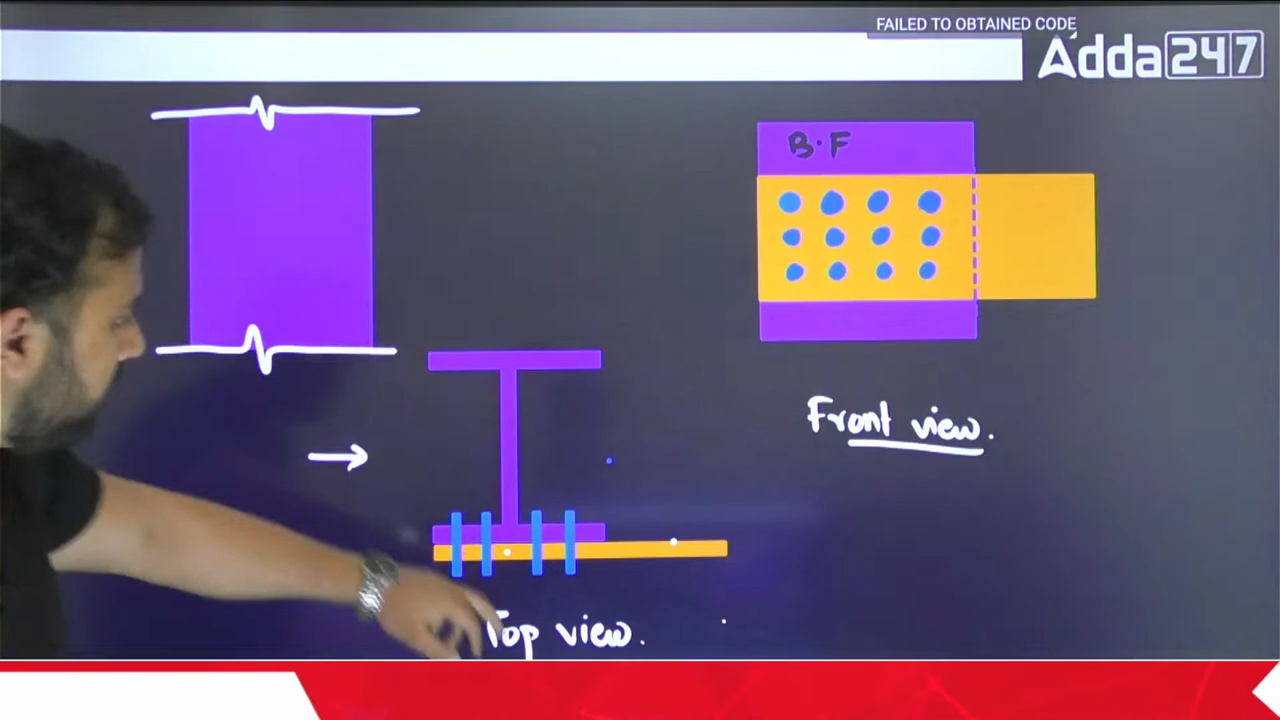 FAILED TO OBTAINED CODE
Adda247
B.F
Front view.
Top view.